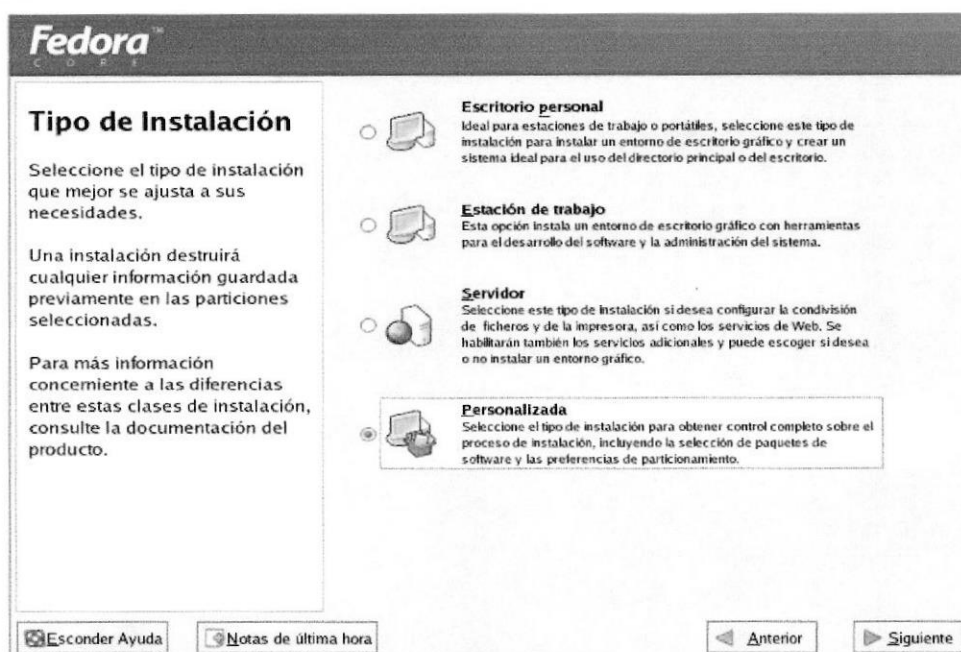 Fedora™
CORE
Tipo de Instalación
Seleccione el tipo de instalación
que mejor se ajusta a sus
necesidades.
Una instalación destruirá
cualquier información guardada
previamente en las particiones
seleccionadas.
Para más información
concerniente a las diferencias
entre estas clases de instalación,
consulte la documentación del
producto.
Escritorio personal
Ideal para estaciones de trabajo o portátiles, seleccione este tipo de
instalación para instalar un entorno de escritorio gráfico y crear un
sistema ideal para el uso del directorio principal o del escritorio.
Estación de trabajo
Esta opción instala un entorno de escritorio gráfico con herramientas
para el desarrollo del software y la administración del sistema.
Servidor
Seleccione este tipo de instalación si desea configurar la condivisión
de ficheros y de la impresora, así como los servicios de Web. Se
habilitarán también los servicios adicionales y puede escoger si desea
o no instalar un entorno gráfico.
Personalizada
Seleccione el tipo de instalación para obtener control completo sobre el
proceso de instalación, incluyendo la selección de paquetes de
software y las preferencias de particionamiento.
Esconder Ayuda
Notas de última hora
Anterior
Siguiente